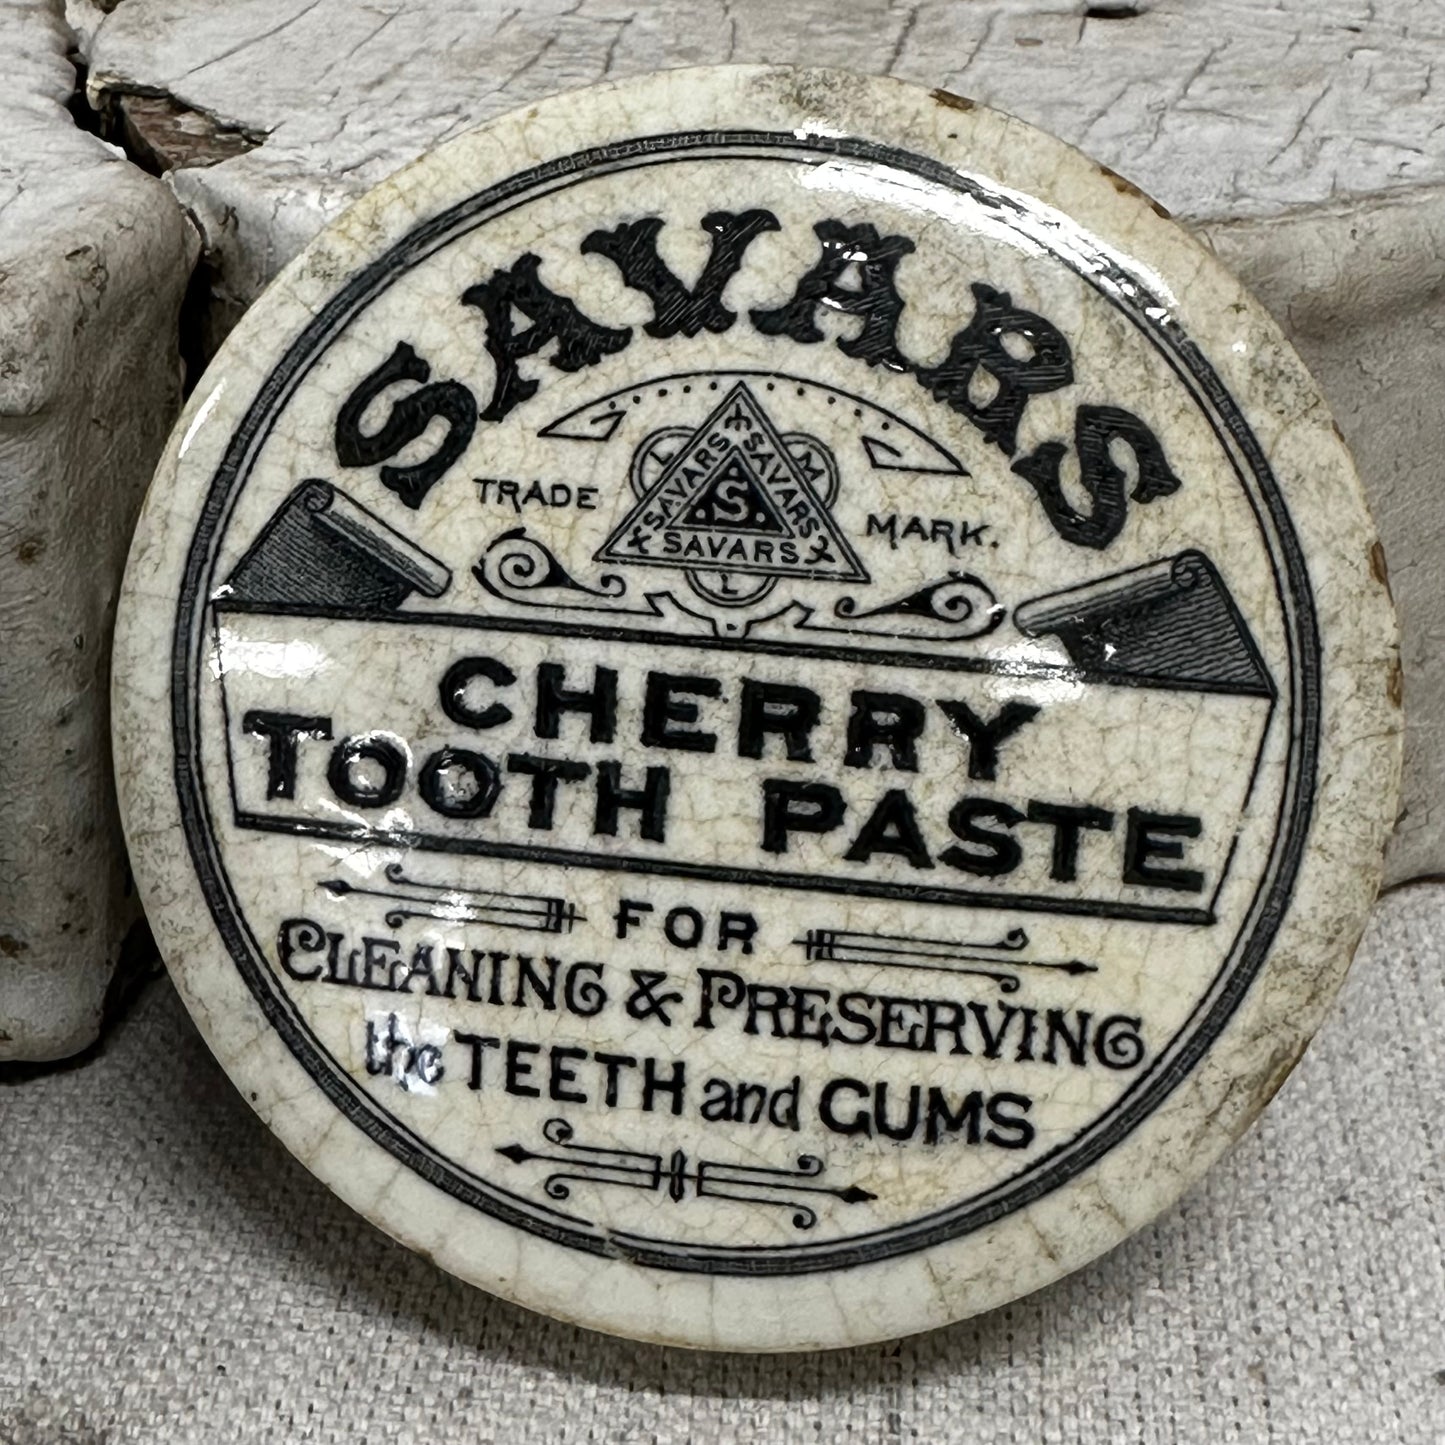 SAVARS
TRADE MARK.
L M
SAVARS SAVARS
.S.
SAVARS
L
CHERRY
TOOTH PASTE
FOR
CLEANING & PRESERVING
the TEETH and GUMS